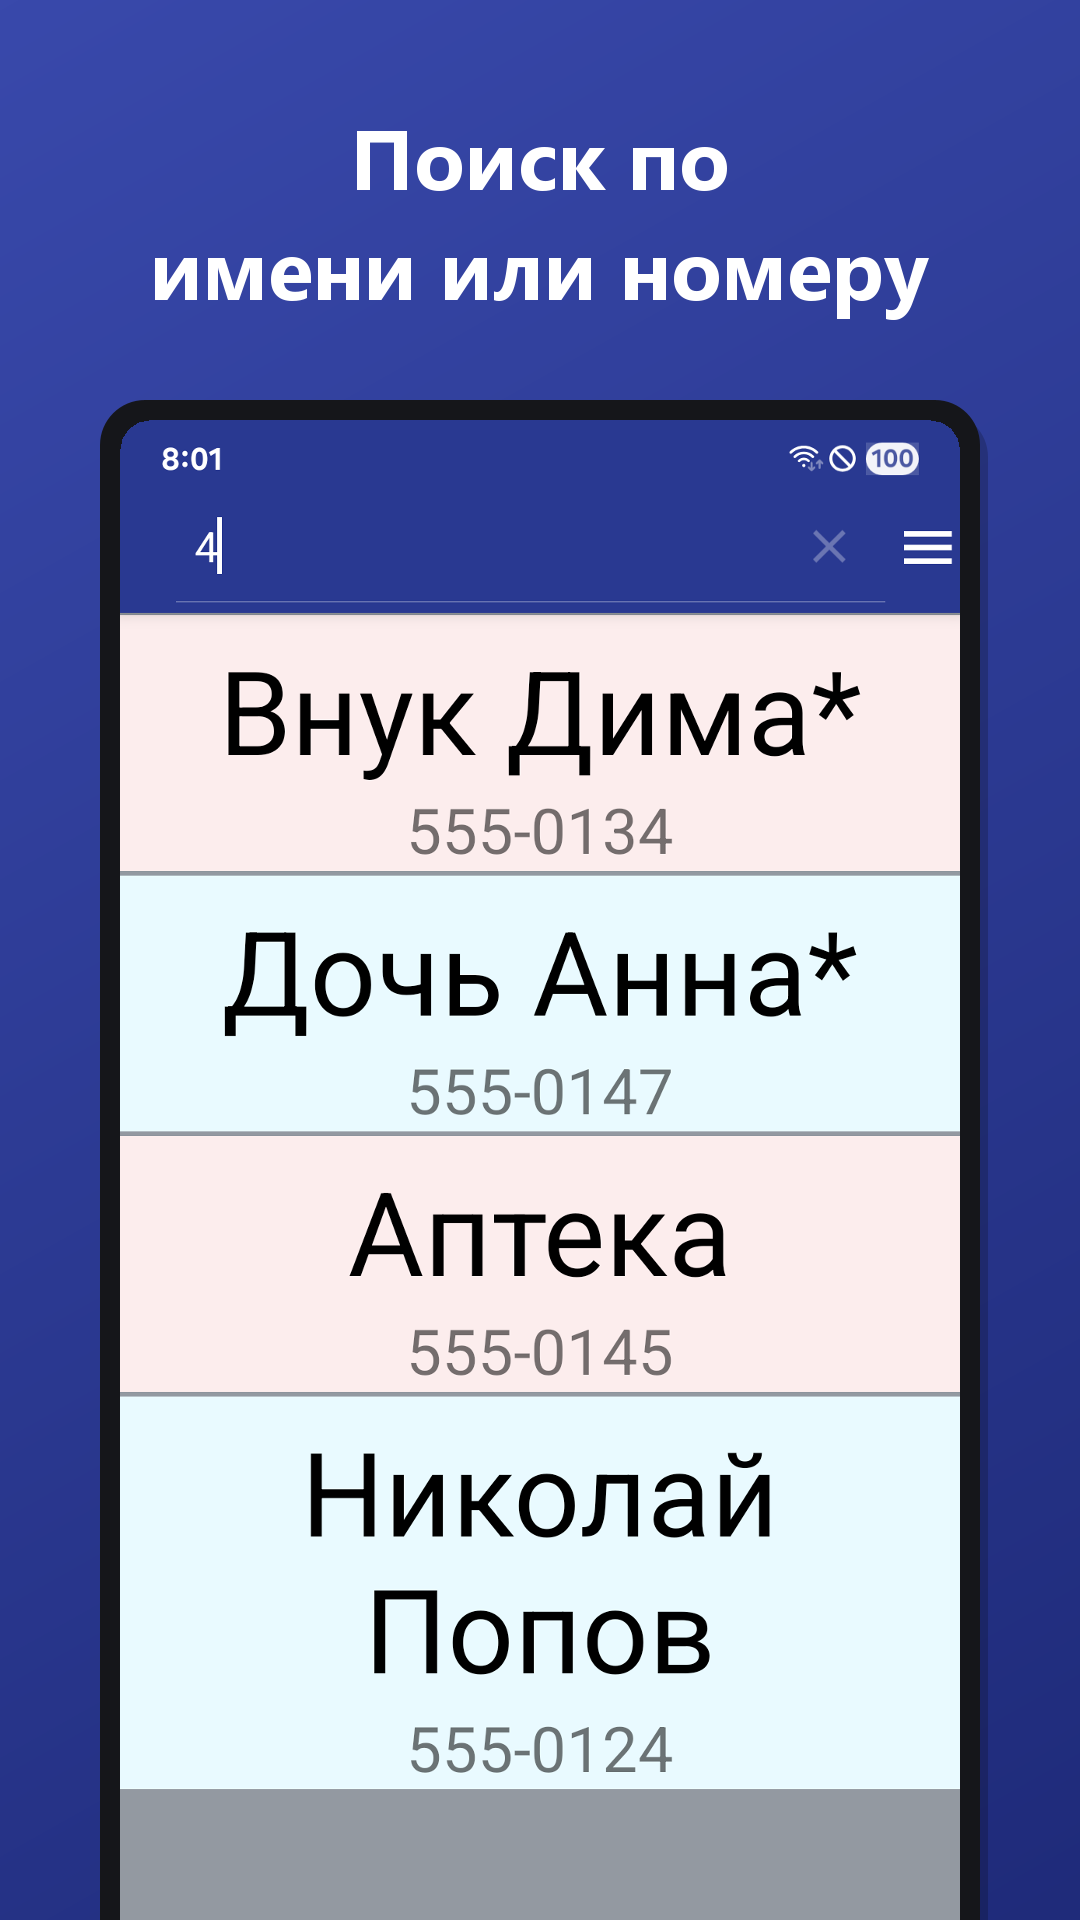 Поиск по
имени или номеру
8:01
100
4
Внук Дима*
555-0134
Дочь Анна*
555-0147
Аптека
555-0145
Николай
Попов
555-0124